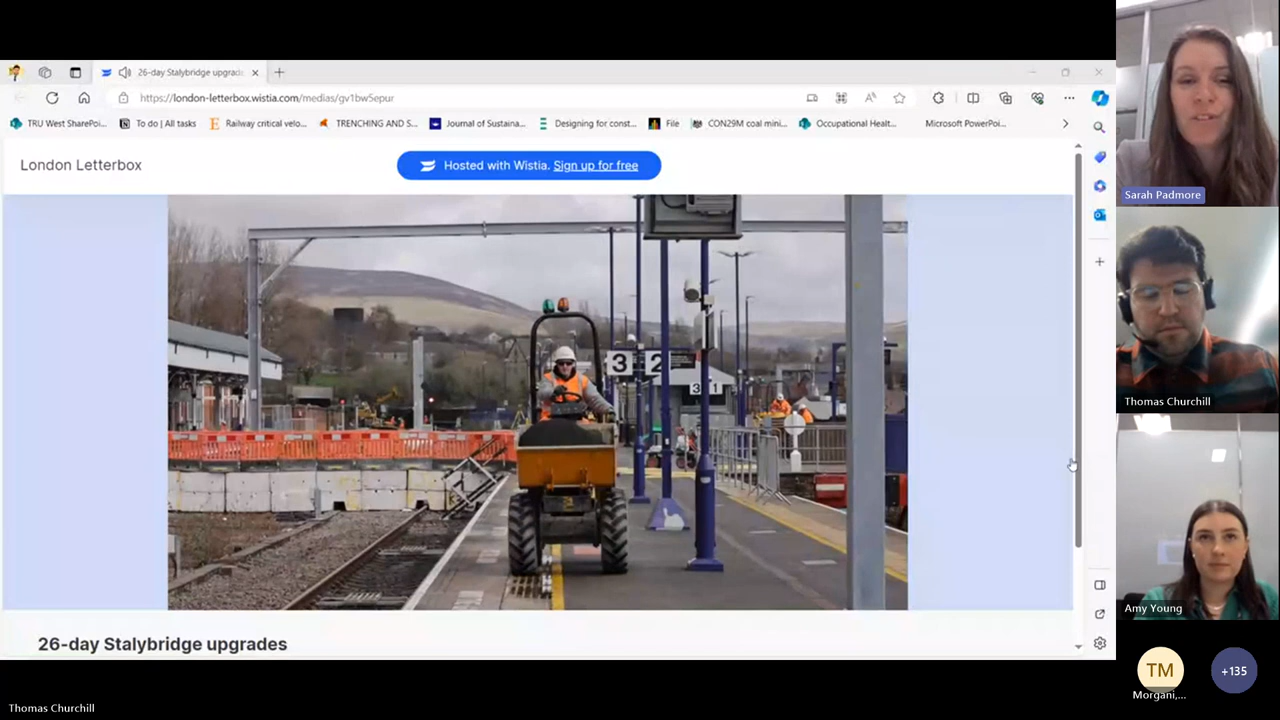 26-day Stalybridge upgrade
https://london-letterbox.wistia.com/medias/gv1bw5epur
TRU West SharePoi...
To do | All tasks
Railway critical velo...
TRENCHING AND S...
Journal of Sustaina...
Designing for const...
File
CON29M coal mini...
Occupational Healt...
Microsoft PowerPoi...
London Letterbox
Hosted with Wistia. Sign up for free
3
2
3
1
26-day Stalybridge upgrades
Sarah Padmore
Thomas Churchill
Amy Young
TM
+135
Morgani,...
Thomas Churchill